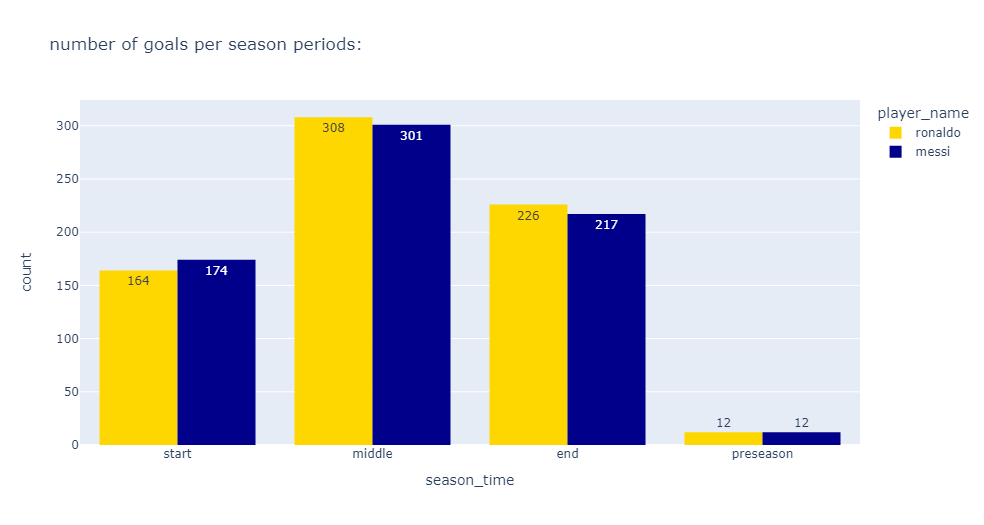 number of goals per season periods:
player_name
ronaldo
messi
count
300
250
200
150
100
50
0
164
174
308
301
226
217
12
12
start
middle
end
preseason
season_time